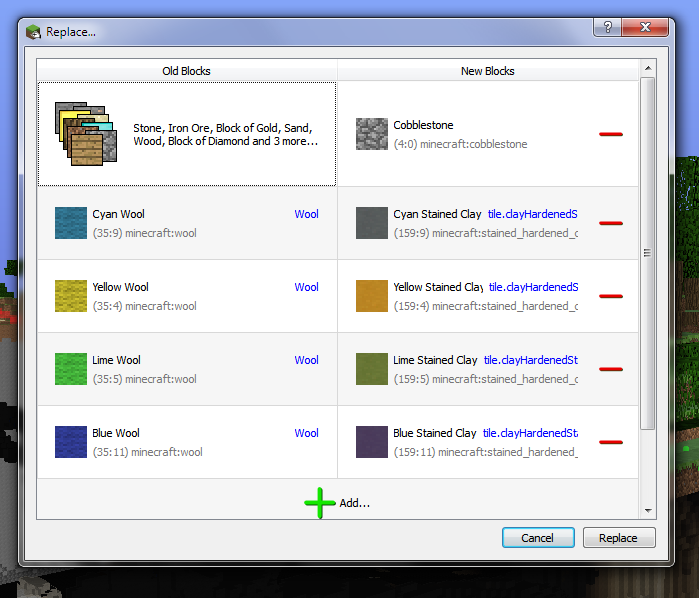 Replace...
Old Blocks
New Blocks
Stone, Iron Ore, Block of Gold, Sand,
Wood, Block of Diamond and 3 more...
Cobblestone
(4:0) minecraft:cobblestone
Cyan Wool
Wool
(35:9) minecraft:wool
Cyan Stained Clay tile.clayHardenedS
(159:9) minecraft:stained_hardened_c
Yellow Wool
Wool
(35:4) minecraft:wool
Yellow Stained Clay tile.clayHardenedS
(159:4) minecraft:stained_hardened_c
Lime Wool
Wool
(35:5) minecraft:wool
Lime Stained Clay tile.clayHardenedSt
(159:5) minecraft:stained_hardened_c
Blue Wool
Wool
(35:11) minecraft:wool
Blue Stained Clay tile.clayHardenedSta
(159:11) minecraft:stained_hardened_
Add...
Cancel
Replace